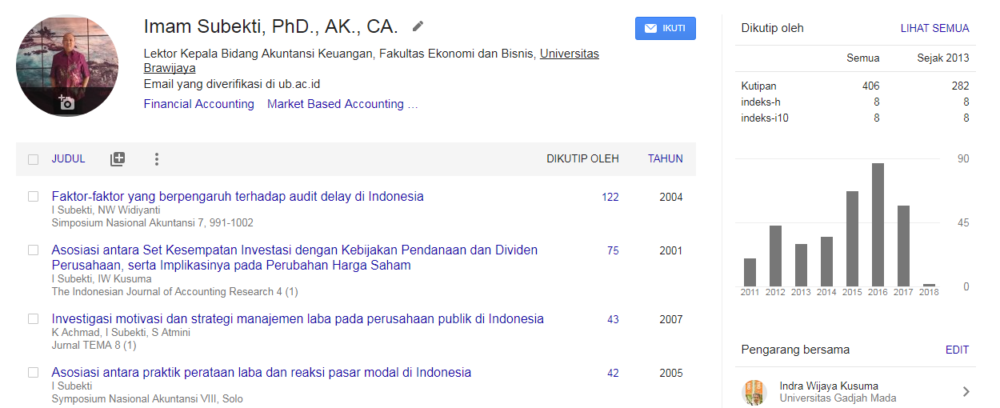 Imam Subekti, PhD., AK., CA.
IKUTI
Lektor Kepala Bidang Akuntansi Keuangan, Fakultas Ekonomi dan Bisnis, Universitas
Brawijaya
Email yang diverifikasi di ub.ac.id
Financial Accounting Market Based Accounting ...
JUDUL DIKUTIP OLEH TAHUN
Faktor-faktor yang berpengaruh terhadap audit delay di Indonesia 122 2004
I Subekti, NW Widiyanti
Simposium Nasional Akuntansi 7, 991-1002
Asosiasi antara Set Kesempatan Investasi dengan Kebijakan Pendanaan dan Dividen 75 2001
Perusahaan, serta Implikasinya pada Perubahan Harga Saham
I Subekti, IW Kusuma
The Indonesian Journal of Accounting Research 4 (1)
Investigasi motivasi dan strategi manajemen laba pada perusahaan publik di Indonesia 43 2007
K Achmad, I Subekti, S Atmini
Jurnal TEMA 8 (1)
Asosiasi antara praktik perataan laba dan reaksi pasar modal di Indonesia 42 2005
I Subekti
Symposium Nasional Akuntansi VIII, Solo
Dikutip oleh LIHAT SEMUA
Semua Sejak 2013
Kutipan 406 282
indeks-h 8 8
indeks-i10 8 8
90
45
0
2011 2012 2013 2014 2015 2016 2017 2018
Pengarang bersama EDIT
Indra Wijaya Kusuma
Universitas Gadjah Mada